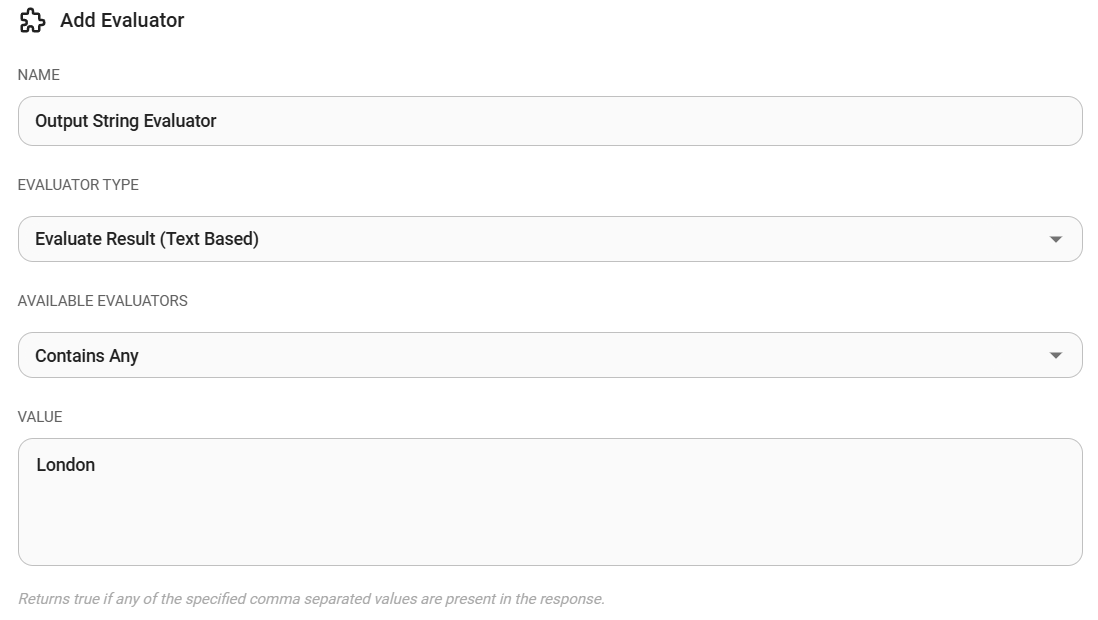 Add Evaluator
NAME
Output String Evaluator
EVALUATOR TYPE
Evaluate Result (Text Based)
AVAILABLE EVALUATORS
Contains Any
VALUE
London
Returns true if any of the specified comma separated values are present in the response.